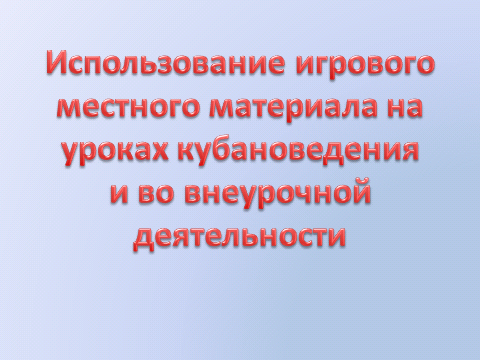 Использование игрового
местного материала на
уроках кубановедения
и во внеурочной
деятельности